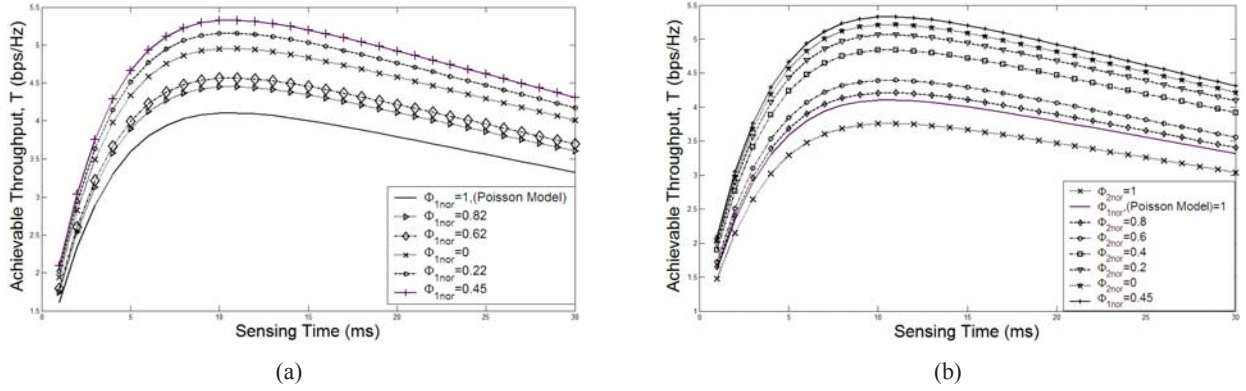 5.5
5
4.5
4
3.5
3
2.5
2
1.5
0
5
10
15
20
25
30
Achievable Throughput, T (bps/Hz)
Sensing Time (ms)
Φ1nor=1,(Poisson Model)
Φ1nor=0.82
Φ1nor=0.62
Φ1nor=0
Φ1nor=0.22
Φ1nor=0.45
(a)
5.5
5
4.5
4
3.5
3
2.5
2
1.5
1
0
5
10
15
20
25
30
Achievable Throughput, T (bps/Hz)
Sensing Time (ms)
Φ2nor=1
Φ1nor,(Poisson Model)=1
Φ2nor=0.8
Φ2nor=0.6
Φ2nor=0.4
Φ2nor=0.2
Φ2nor=0
Φ1nor=0.45
(b)